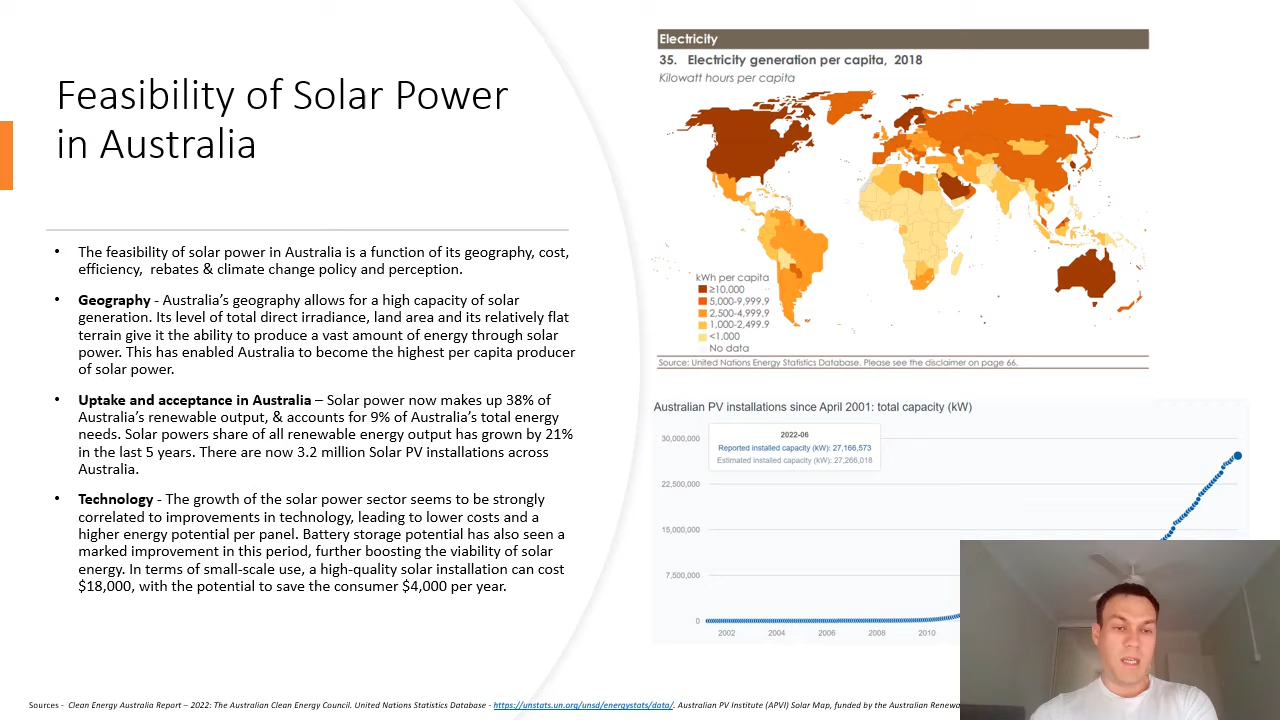 Feasibility of Solar Power
in Australia
• The feasibility of solar power in Australia is a function of its geography, cost,
efficiency, rebates & climate change policy and perception.
• Geography - Australia's geography allows for a high capacity of solar
generation. Its level of total direct irradiance, land area and its relatively flat
terrain give it the ability to produce a vast amount of energy through solar
power. This has enabled Australia to become the highest per capita producer
of solar power.
• Uptake and acceptance in Australia – Solar power now makes up 38% of
Australia's renewable output, & accounts for 9% of Australia's total energy
needs. Solar powers share of all renewable energy output has grown by 21%
in the last 5 years. There are now 3.2 million Solar PV installations across
Australia.
• Technology - The growth of the solar power sector seems to be strongly
correlated to improvements in technology, leading to lower costs and a
higher energy potential per panel. Battery storage potential has also seen a
marked improvement in this period, further boosting the viability of solar
energy. In terms of small-scale use, a high-quality solar installation can cost
$18,000, with the potential to save the consumer $4,000 per year.
Electricity
35. Electricity generation per capita, 2018
Kilowatt hours per capita
kWh per capita
≥10,000
5,000-9,999.9
2,500-4,999.9
1,000-2,499.9
<1,000
No data
Source: United Nations Energy Statistics Database. Please see the disclaimer on page 66.
Australian PV installations since April 2001: total capacity (kW)
2022-06
Reported installed capacity (kW): 27,166,573
Estimated installed capacity (kW): 27,266,018
30,000,000
22,500,000
15,000,000
7,500,000
0
2002 2004 2006 2008 2010
Sources - Clean Energy Australia Report – 2022: The Australian Clean Energy Council. United Nations Statistics Database - https://unstats.un.org/unsd/energystats/data/. Australian PV Institute (APVI) Solar Map, funded by the Australian Renewa